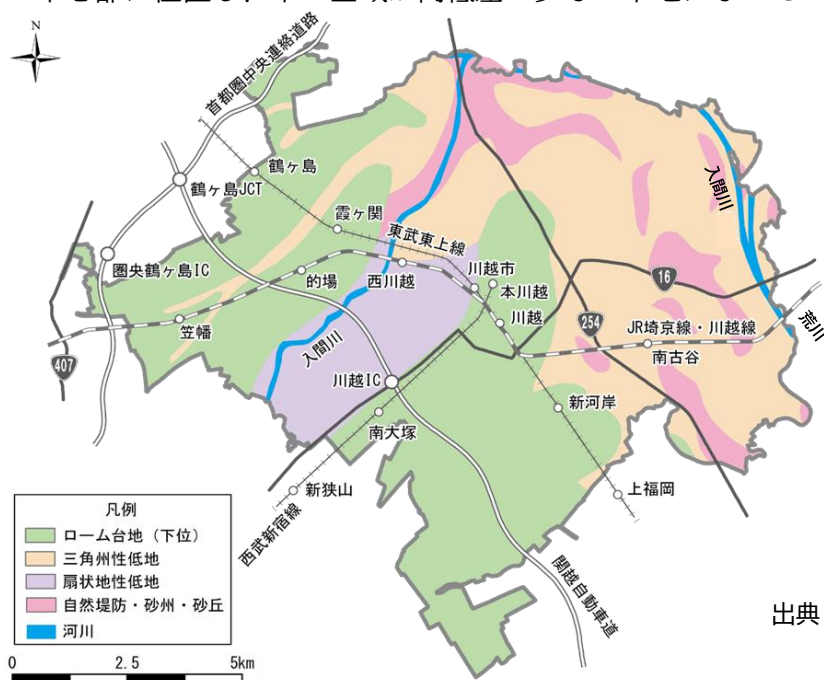 N
首都圏中央連絡道路
鶴ヶ島
鶴ヶ島JCT
霞ヶ関
東武東上線
入間川
圏央鶴ヶ島IC
的場
西川越
川越市
本川越
16
笠幡
川越
254
JR埼京線・川越線
荒川
入間川
南古谷
407
川越IC
新河岸
南大塚
新狭山
上福岡
西武新宿線
関越自動車道
凡例
ローム台地（下位）
三角州性低地
扇状地性低地
自然堤防・砂州・砂丘
河川
出典
0 2.5 5km